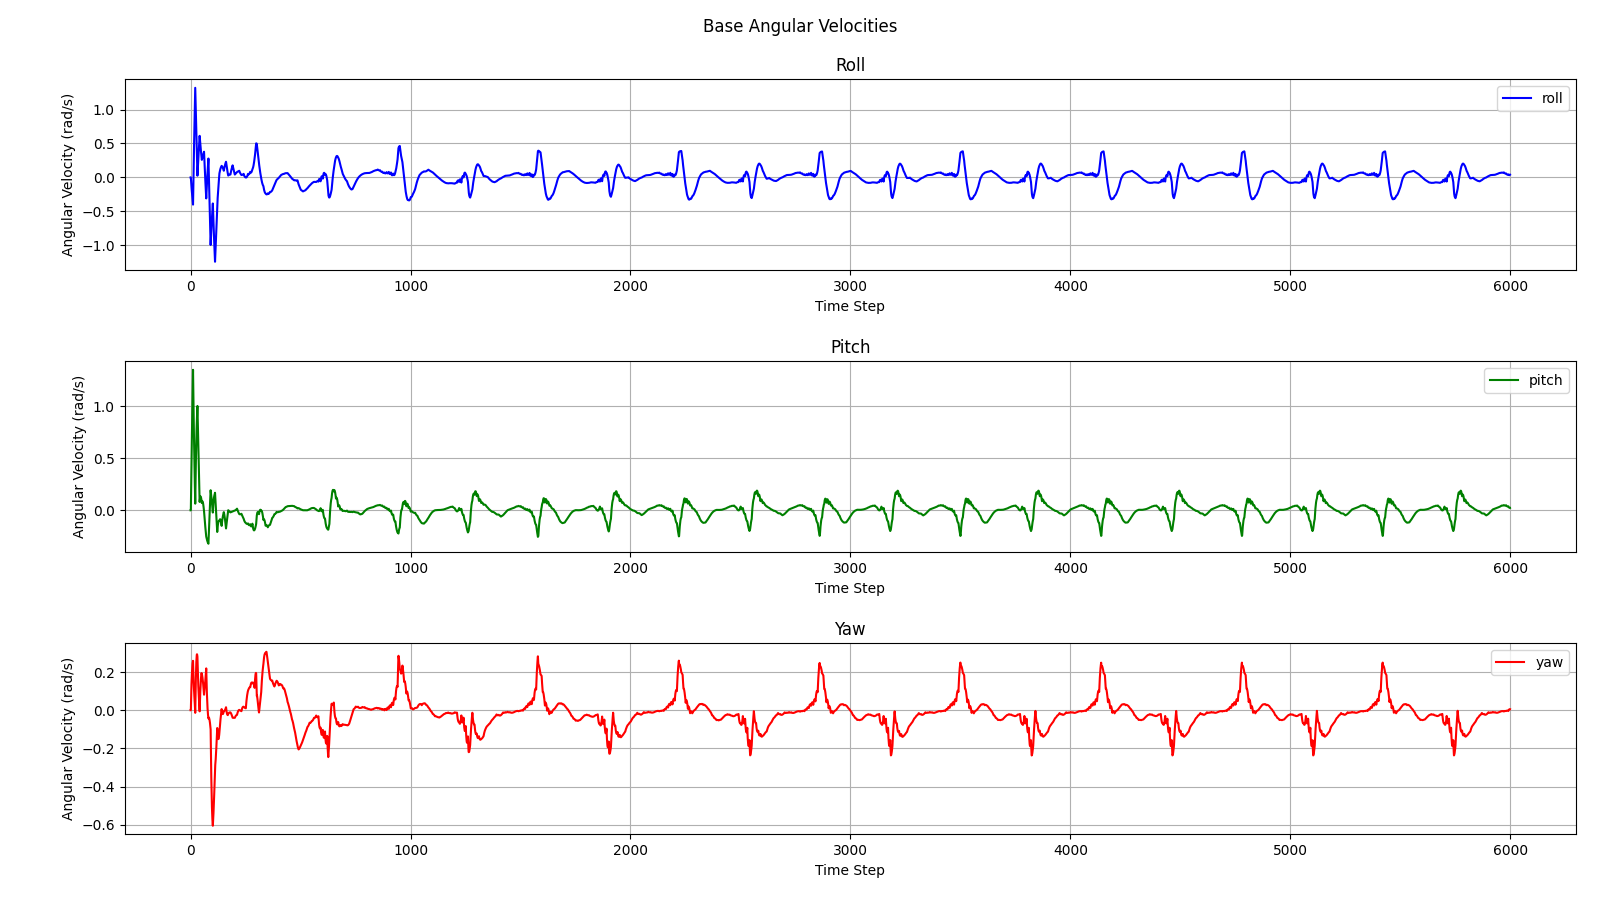 Base Angular Velocities
Roll
Angular Velocity (rad/s)
1.0
0.5
0.0
−0.5
−1.0
roll
0 1000 2000 3000 4000 5000 6000
Time Step
Pitch
Angular Velocity (rad/s)
1.0
0.5
0.0
pitch
0 1000 2000 3000 4000 5000 6000
Time Step
Yaw
Angular Velocity (rad/s)
0.2
0.0
−0.2
−0.4
−0.6
yaw
0 1000 2000 3000 4000 5000 6000
Time Step